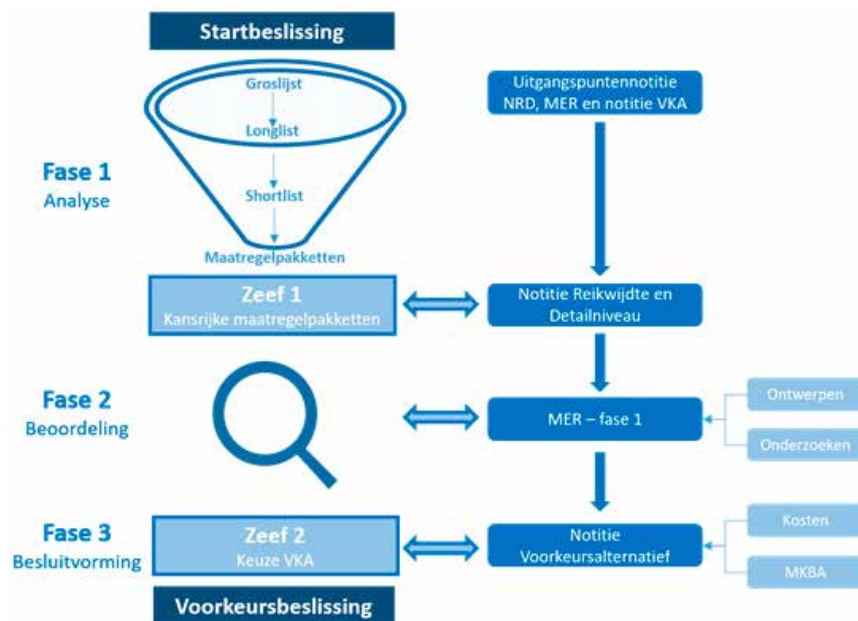 Startbeslissing
Groslijst
Longlist
Shortlist
Maatregelpakketten
Uitgangspuntennotitie
NRD, MER en notitie VKA
Fase 1
Analyse
Zeef 1
Kansrijke maatregelpakketten
Notitie Reikwijdte en
Detailniveau
Fase 2
Beoordeling
MER – fase 1
Ontwerpen
Onderzoeken
Fase 3
Besluitvorming
Zeef 2
Keuze VKA
Notitie
Voorkeursalternatief
Kosten
MKBA
Voorkeursbeslissing